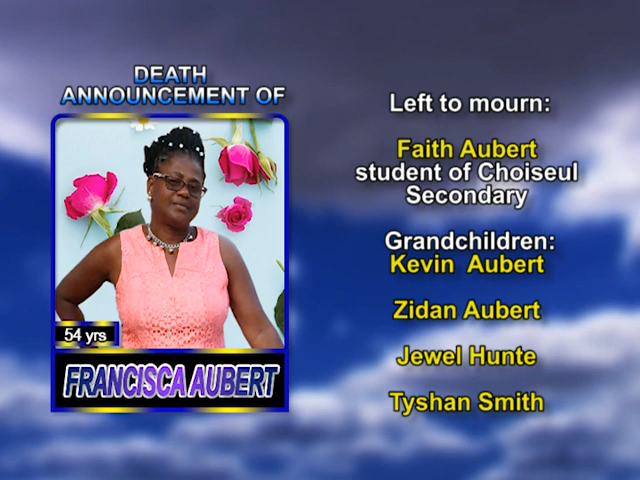 DEATH
ANNOUNCEMENT OF
54 yrs
FRANCISCA AUBERT
Left to mourn:
Faith Aubert
student of Choiseul
Secondary
Grandchildren:
Kevin Aubert
Zidan Aubert
Jewel Hunte
Tyshan Smith